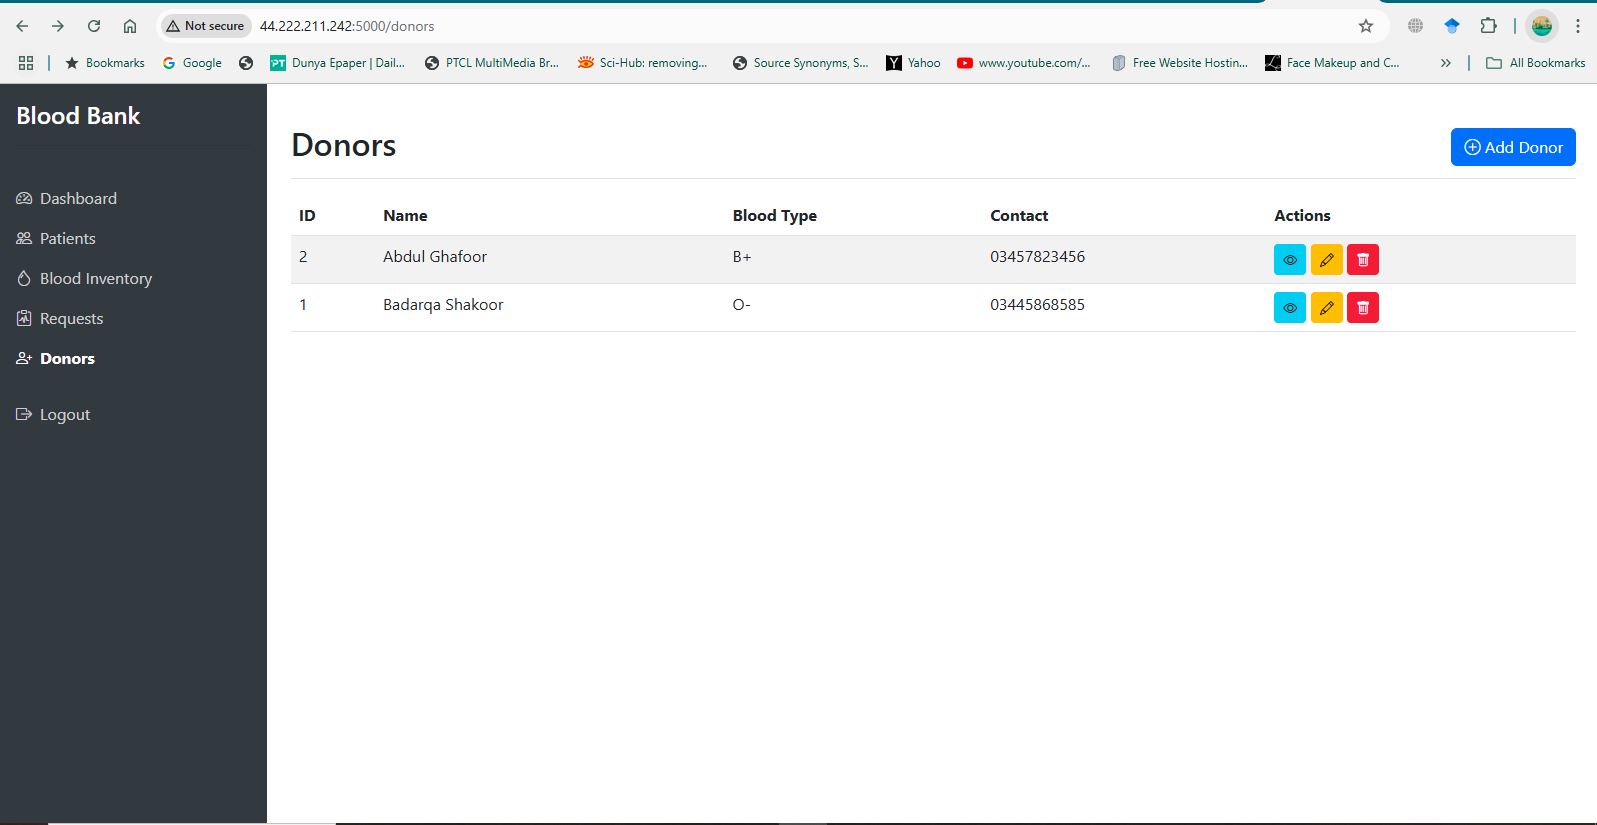 Not secure 44.222.211.242:5000/donors
Bookmarks Google Dunya Epaper | Dail... PTCL MultiMedia Br... Sci-Hub: removing... Source Synonyms, S... Yahoo www.youtube.com/... Free Website Hostin... Face Makeup and C... » All Bookmarks
Blood Bank
Dashboard
Patients
Blood Inventory
Requests
Donors
Logout
Donors
Add Donor
ID Name Blood Type Contact Actions
2 Abdul Ghafoor B+ 03457823456
1 Badarqa Shakoor O- 03445868585